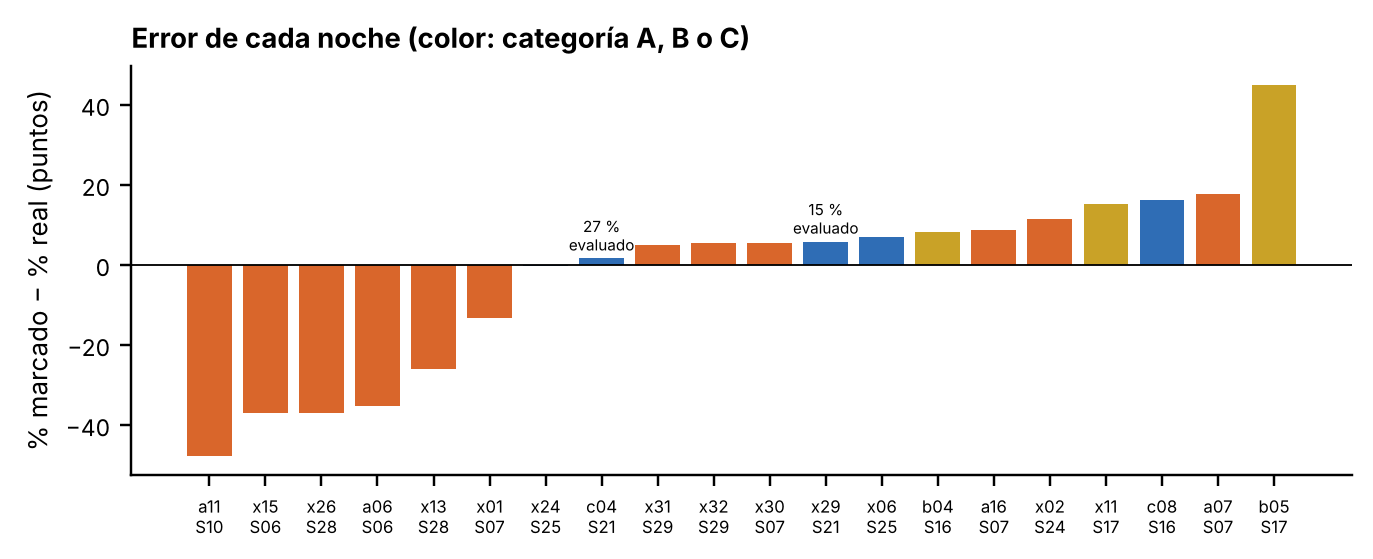 Error de cada noche (color: categoría A, B o C)
% marcado − % real (puntos)
40
20
0
−20
−40
27 %
evaluado
15 %
evaluado
a11 x15 x26 a06 x13 x01 x24 c04 x31 x32 x30 x29 x06 b04 a16 x02 x11 c08 a07 b05
S10 S06 S28 S06 S28 S07 S25 S21 S29 S29 S07 S21 S25 S16 S07 S24 S17 S16 S07 S17